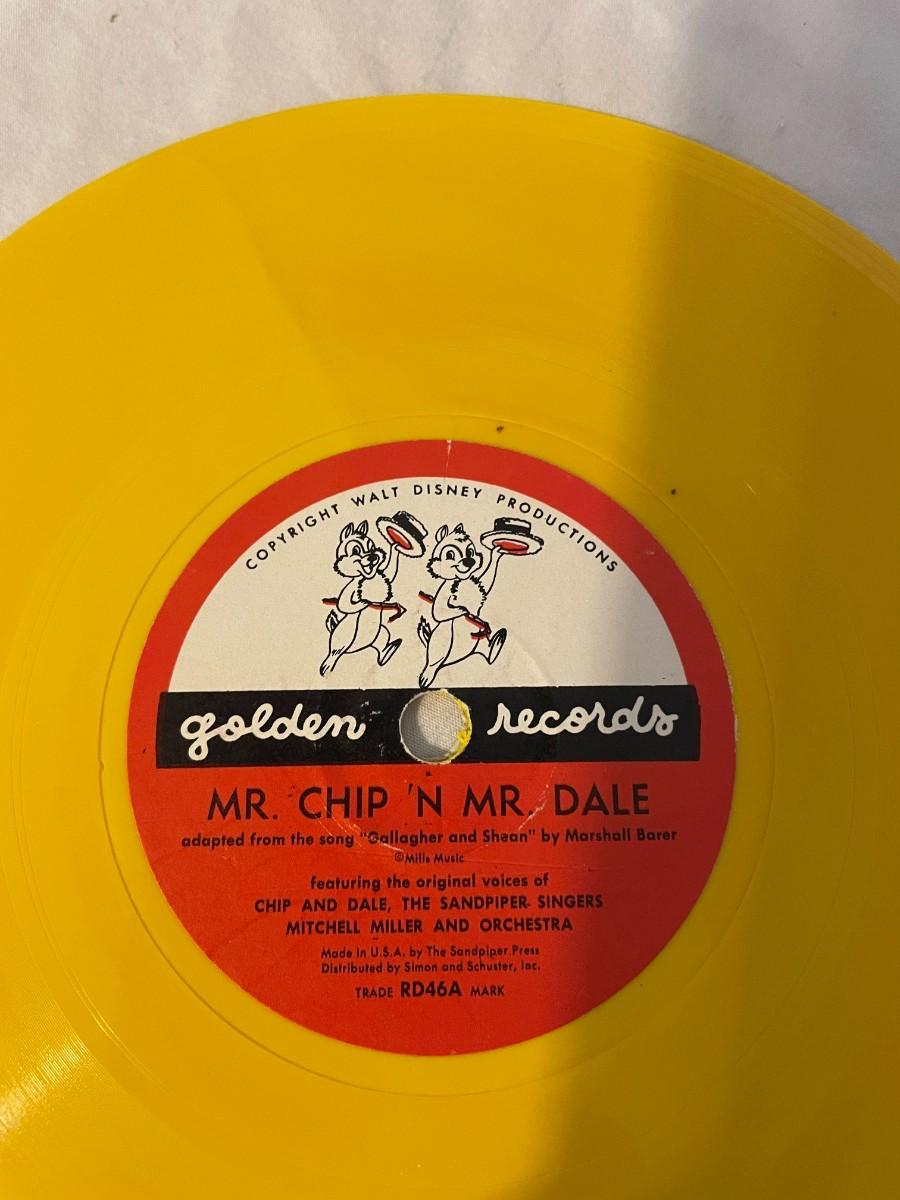 COPYRIGHT WALT DISNEY PRODUCTIONS
golden records
MR. CHIP 'N MR. DALE
adapted from the song "Gallagher and Shean" by Marshall Barer
©Mills Music
featuring the original voices of
CHIP AND DALE, THE SANDPIPER SINGERS
MITCHELL MILLER AND ORCHESTRA
Made in U.S.A. by The Sandpiper Press
Distributed by Simon and Schuster, Inc.
TRADE RD46A MARK